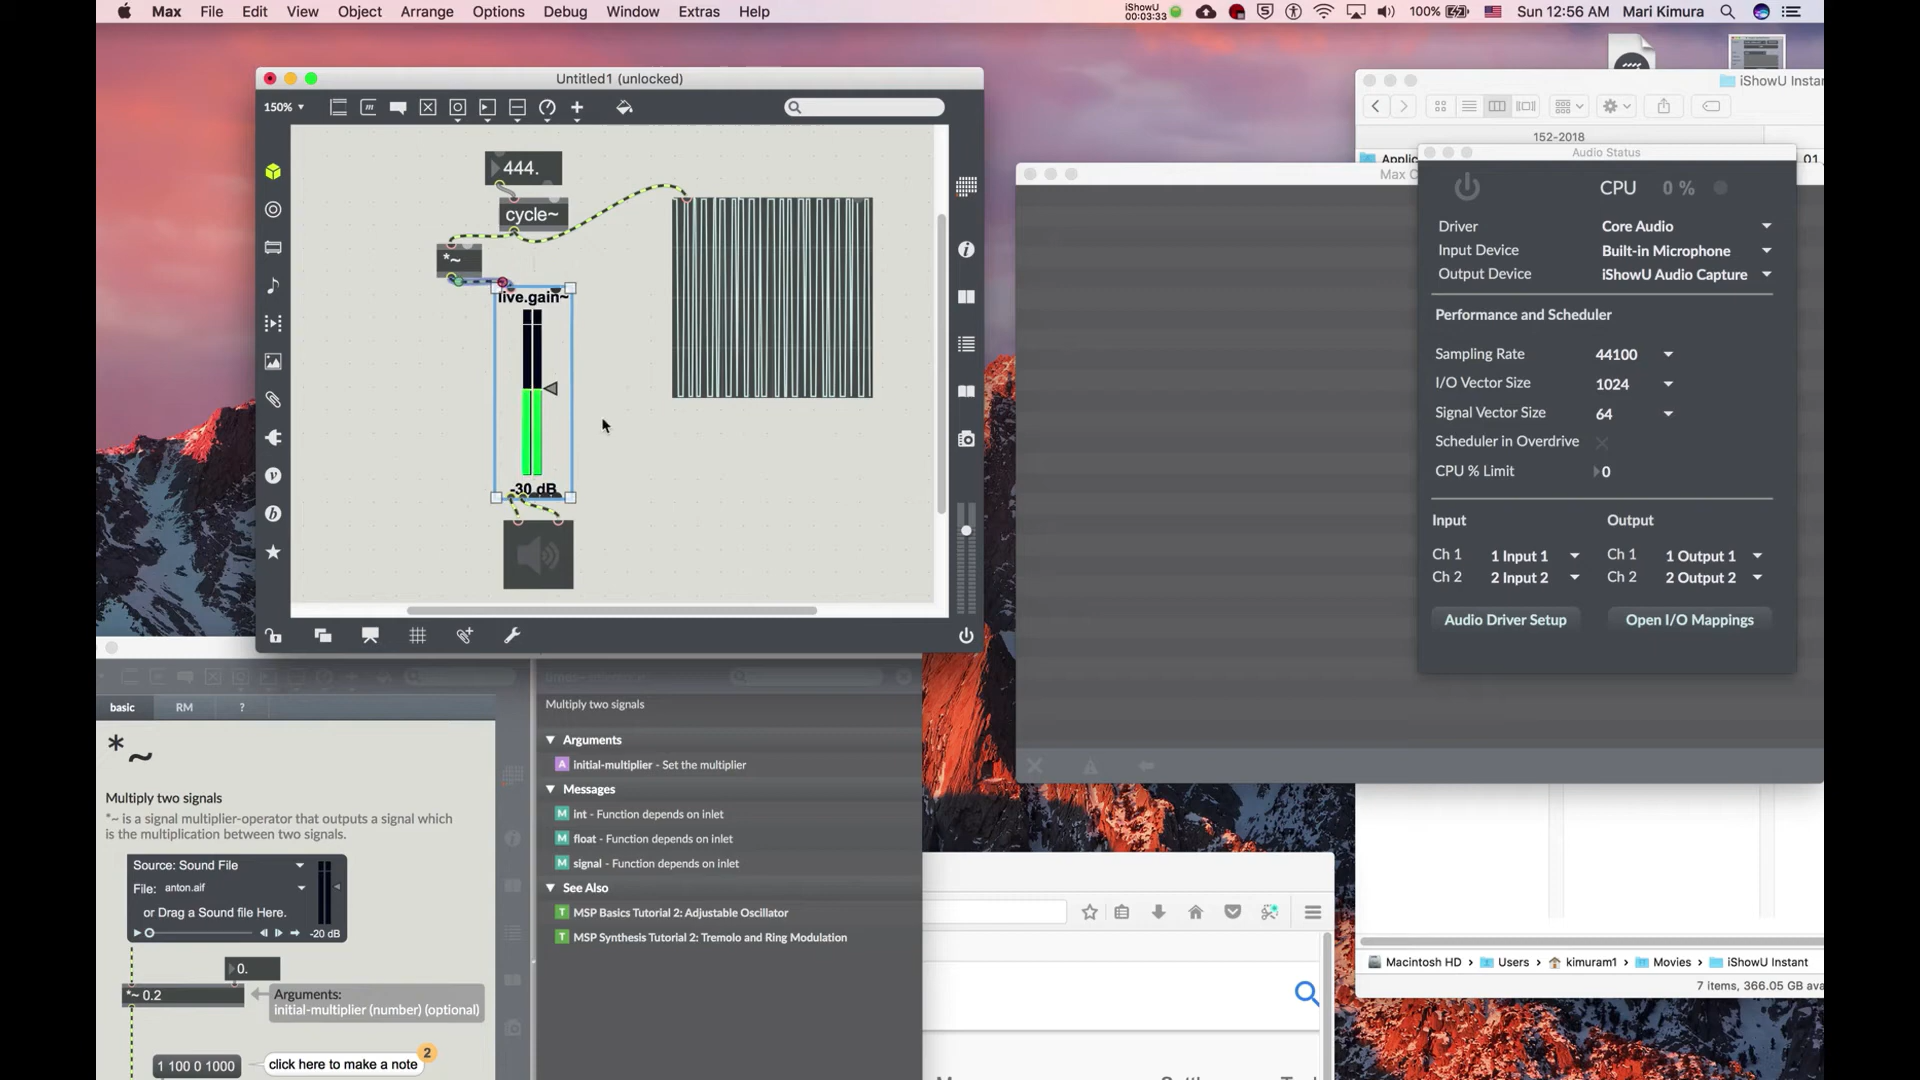 Max File Edit View Object Arrange Options Debug Window Extras Help
iShowU
00:03:33
100%
Sun 12:56 AM Mari Kimura
Untitled1 (unlocked)
150%
444.
cycle~
*~
live.gain~
-30 dB
iShowU Instant
152-2018
Applic
01
Max C
Audio Status
CPU 0 %
Driver Core Audio
Input Device Built-in Microphone
Output Device iShowU Audio Capture
Performance and Scheduler
Sampling Rate 44100
I/O Vector Size 1024
Signal Vector Size 64
Scheduler in Overdrive
CPU % Limit 0
Input Output
Ch 1 1 Input 1 Ch 1 1 Output 1
Ch 2 2 Input 2 Ch 2 2 Output 2
Audio Driver Setup Open I/O Mappings
basic RM ?
*~
Multiply two signals
*~ is a signal multiplier-operator that outputs a signal which
is the multiplication between two signals.
Source: Sound File
File: anton.aif
or Drag a Sound file Here.
-20 dB
0.
*~ 0.2
Arguments:
initial-multiplier (number) (optional)
1 100 0 1000
click here to make a note
2
Multiply two signals
Arguments
A initial-multiplier - Set the multiplier
Messages
M int - Function depends on inlet
M float - Function depends on inlet
M signal - Function depends on inlet
See Also
T MSP Basics Tutorial 2: Adjustable Oscillator
T MSP Synthesis Tutorial 2: Tremolo and Ring Modulation
Macintosh HD › Users › kimuram1 › Movies › iShowU Instant
7 items, 366.05 GB ava